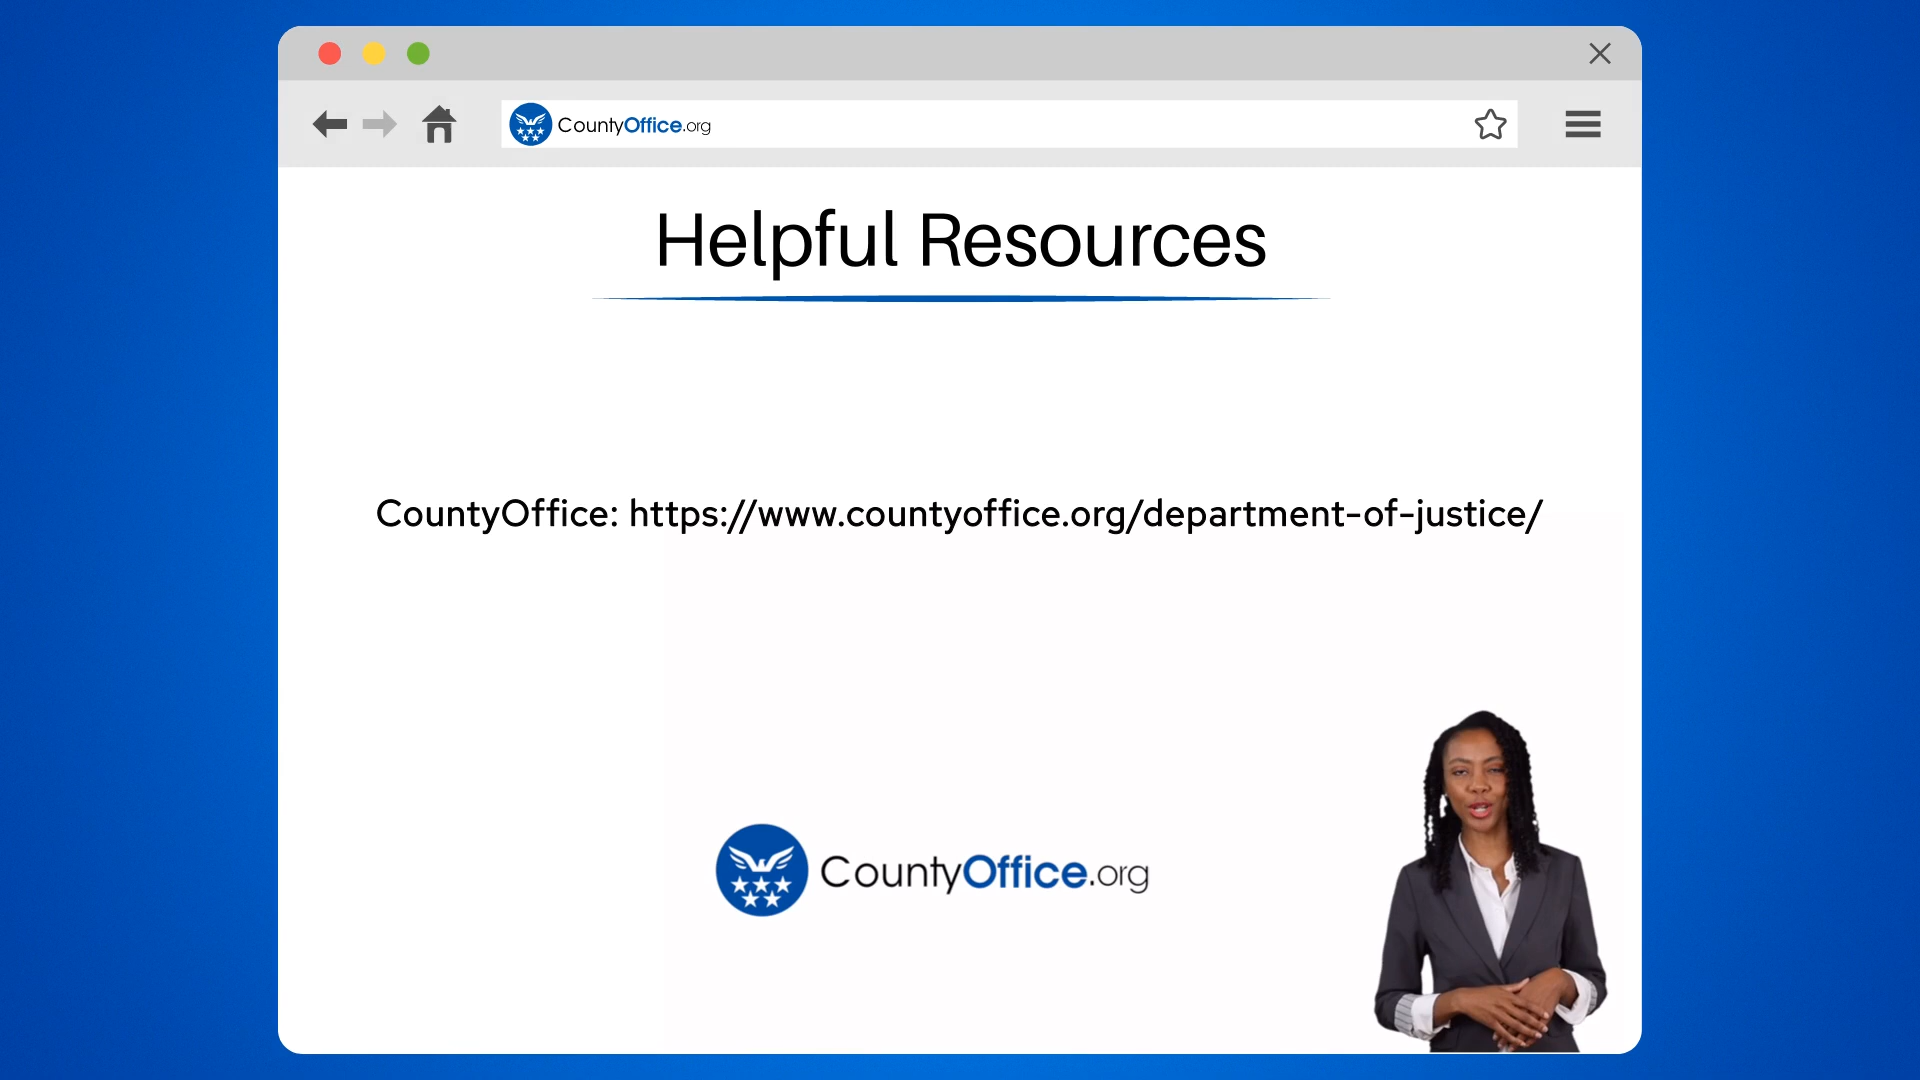 CountyOffice.org
Helpful Resources
CountyOffice: https://www.countyoffice.org/department-of-justice/
CountyOffice.org